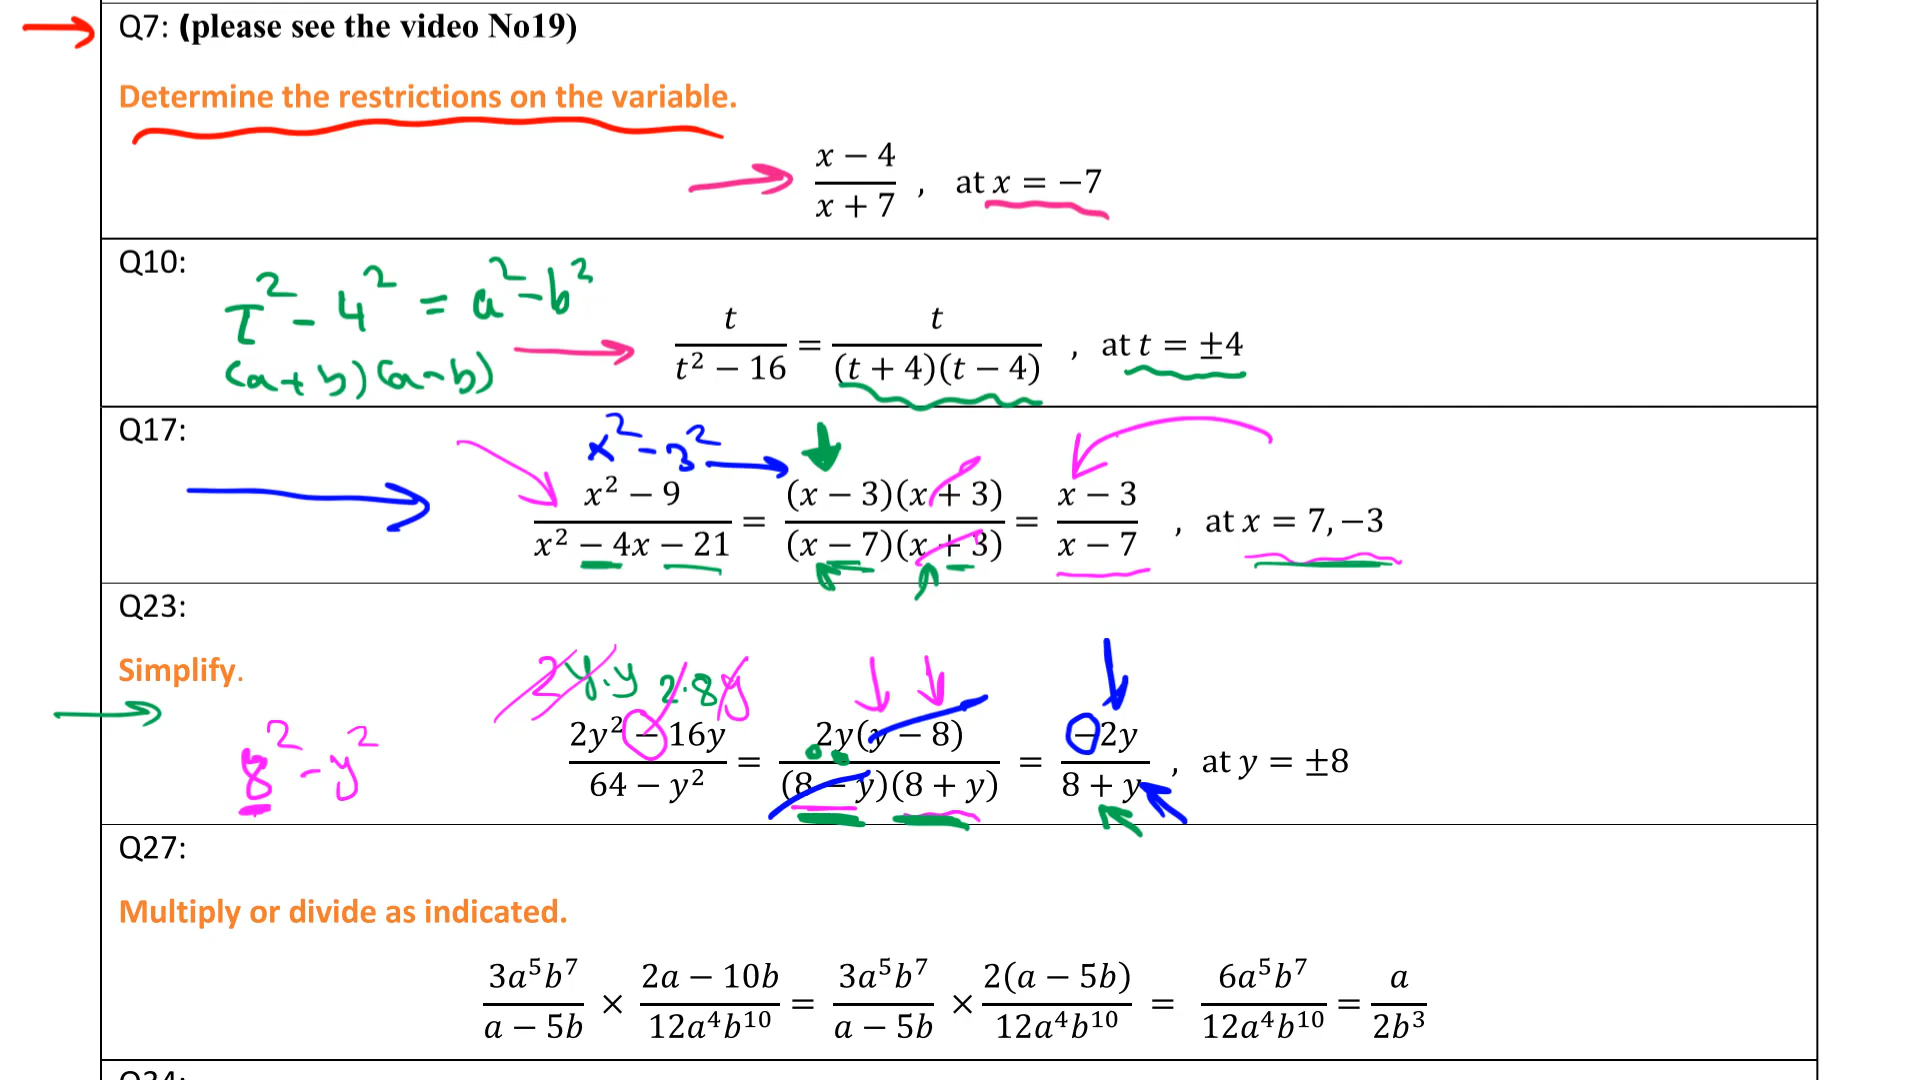 Q7: (please see the video No19)
Determine the restrictions on the variable.
(x − 4)/(x + 7) , at x = −7
Q10:
t² − 4² = a² − b²
(a + b)(a − b)
t/(t² − 16) = t/((t + 4)(t − 4)) , at t = ±4
Q17:
x² − 3²
(x² − 9)/(x² − 4x − 21) = ((x − 3)(x + 3))/((x − 7)(x + 3)) = (x − 3)/(x − 7) , at x = 7, −3
Q23:
Simplify.
2y·y 2·8y
8² − y²
(2y² − 16y)/(64 − y²) = (2y(y − 8))/((8 − y)(8 + y)) = (−2y)/(8 + y) , at y = ±8
Q27:
Multiply or divide as indicated.
(3a⁵b⁷)/(a − 5b) × (2a − 10b)/(12a⁴b¹⁰) = (3a⁵b⁷)/(a − 5b) × (2(a − 5b))/(12a⁴b¹⁰) = (6a⁵b⁷)/(12a⁴b¹⁰) = a/(2b³)